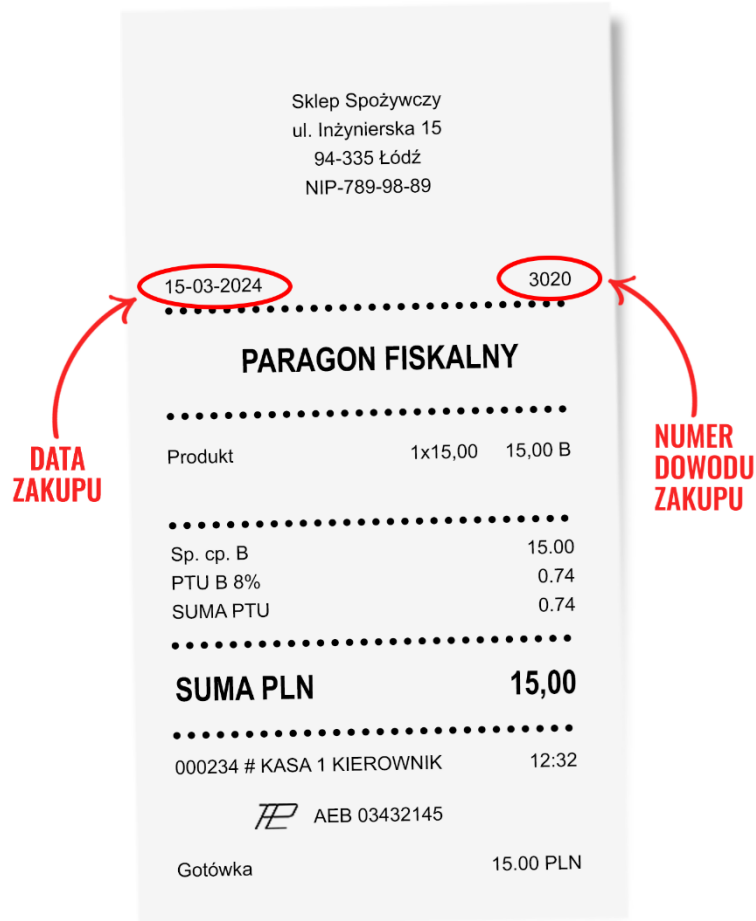 Sklep Spożywczy
ul. Inżynierska 15
94-335 Łódź
NIP-789-98-89
15-03-2024 3020
PARAGON FISKALNY
Produkt 1x15,00 15,00 B
DATA
ZAKUPU
NUMER
DOWODU
ZAKUPU
Sp. cp. B 15.00
PTU B 8% 0.74
SUMA PTU 0.74
SUMA PLN 15,00
000234 # KASA 1 KIEROWNIK 12:32
AEB 03432145
Gotówka 15.00 PLN